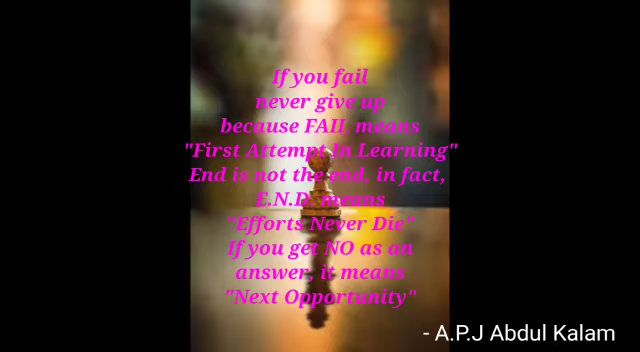 If you fail
never give up
because FAIL means
"First Attempt In Learning"
End is not the end, in fact,
E.N.D. means
"Efforts Never Die"
If you get NO as an
answer, it means
"Next Opportunity"
- A.P.J Abdul Kalam